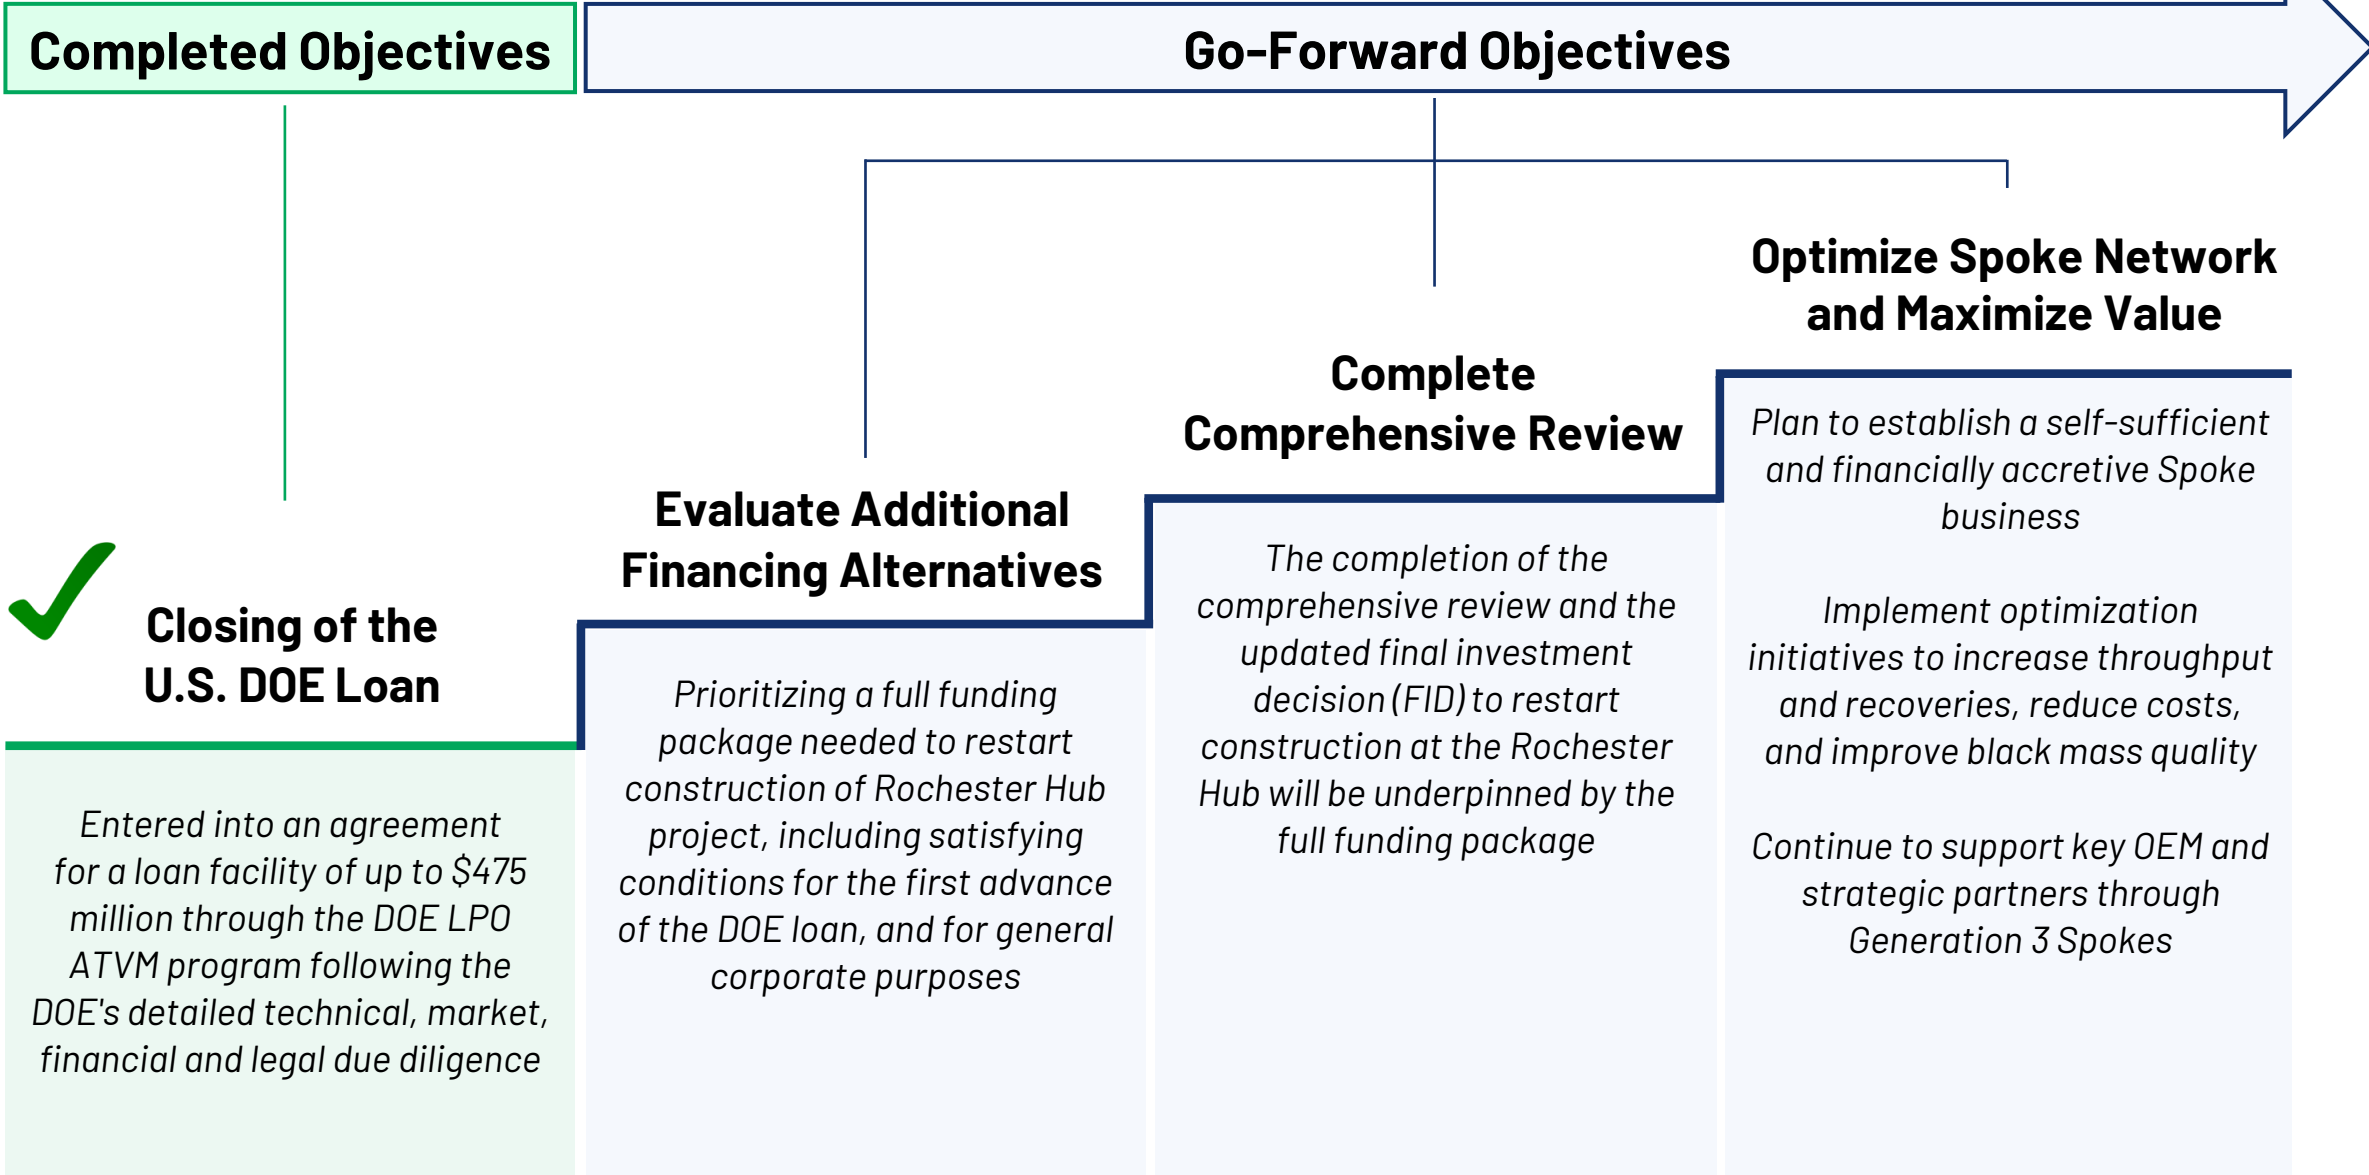 Completed Objectives
Go-Forward Objectives
Closing of the
U.S. DOE Loan
Entered into an agreement
for a loan facility of up to $475
million through the DOE LPO
ATVM program following the
DOE's detailed technical, market,
financial and legal due diligence
Evaluate Additional
Financing Alternatives
Prioritizing a full funding
package needed to restart
construction of Rochester Hub
project, including satisfying
conditions for the first advance
of the DOE loan, and for general
corporate purposes
Complete
Comprehensive Review
The completion of the
comprehensive review and the
updated final investment
decision (FID) to restart
construction at the Rochester
Hub will be underpinned by the
full funding package
Optimize Spoke Network
and Maximize Value
Plan to establish a self-sufficient
and financially accretive Spoke
business
Implement optimization
initiatives to increase throughput
and recoveries, reduce costs,
and improve black mass quality
Continue to support key OEM and
strategic partners through
Generation 3 Spokes